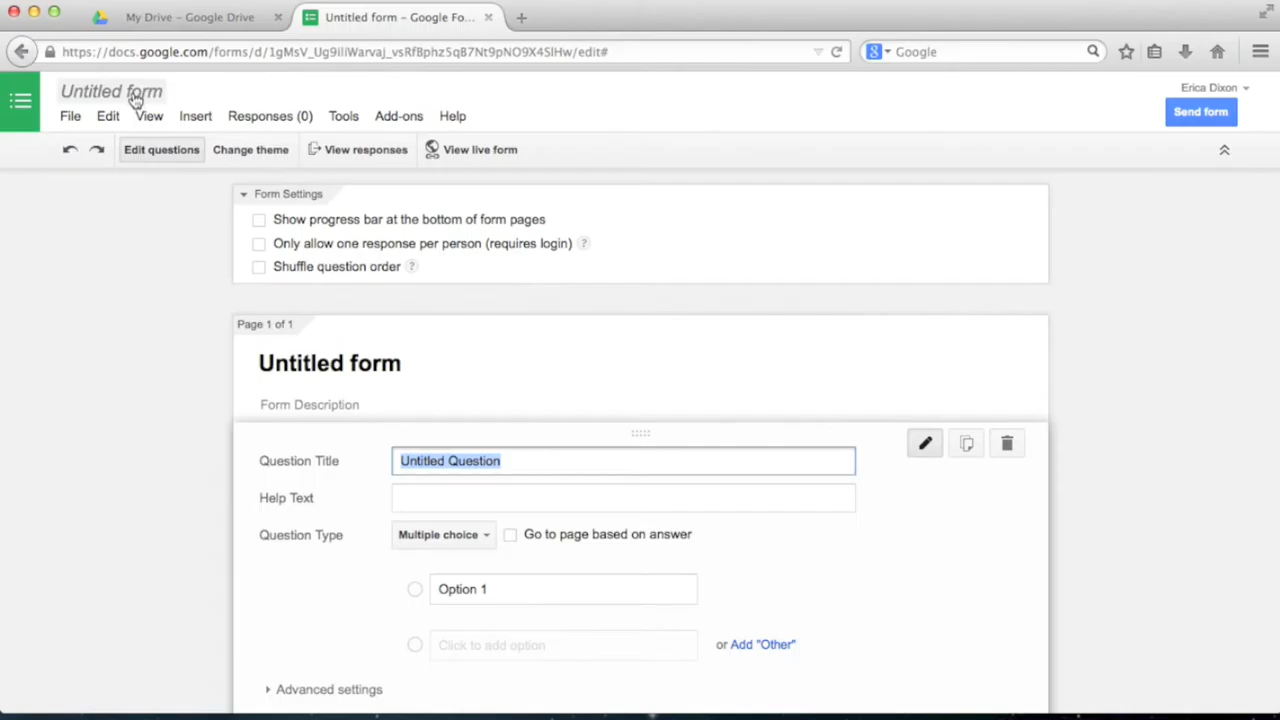 My Drive – Google Drive
Untitled form – Google Fo...
https://docs.google.com/forms/d/1gMsV_Ug9iliWarvaj_vsRfBphz5qB7Nt9pNO9X4SlHw/edit#
Google
Untitled form
Erica Dixon
File Edit View Insert Responses (0) Tools Add-ons Help
Send form
Edit questions Change theme View responses View live form
Form Settings
Show progress bar at the bottom of form pages
Only allow one response per person (requires login) ?
Shuffle question order ?
Page 1 of 1
Untitled form
Form Description
Question Title Untitled Question
Help Text
Question Type Multiple choice Go to page based on answer
Option 1
Click to add option or Add "Other"
Advanced settings